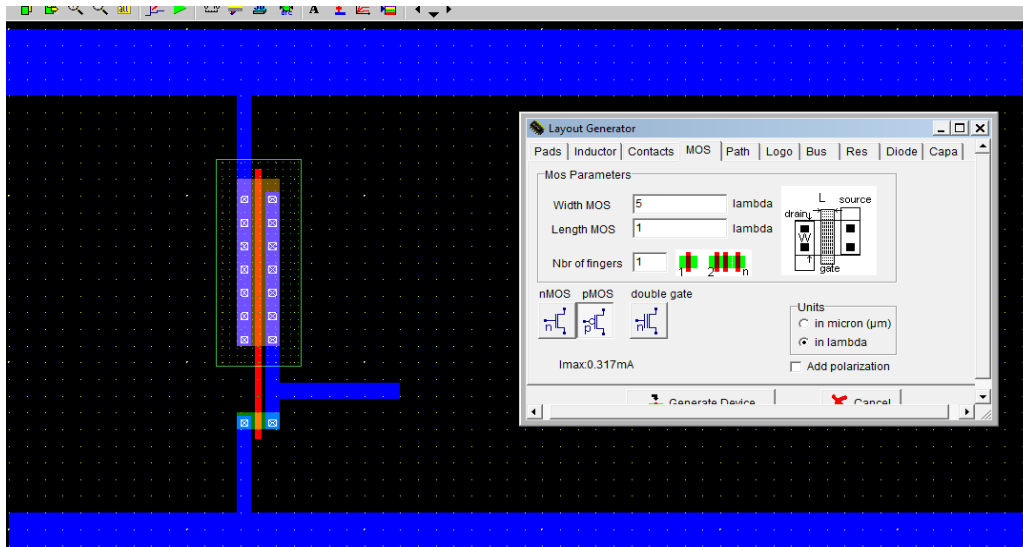 all
A
Layout Generator
Pads Inductor Contacts MOS Path Logo Bus Res Diode Capa
Mos Parameters
Width MOS 5 lambda
Length MOS 1 lambda
Nbr of fingers 1
1 2 n
L source
drain
W
gate
nMOS pMOS double gate
n p n
Units
in micron (µm)
in lambda
Imax:0.317mA
Add polarization
Generate Device Cancel